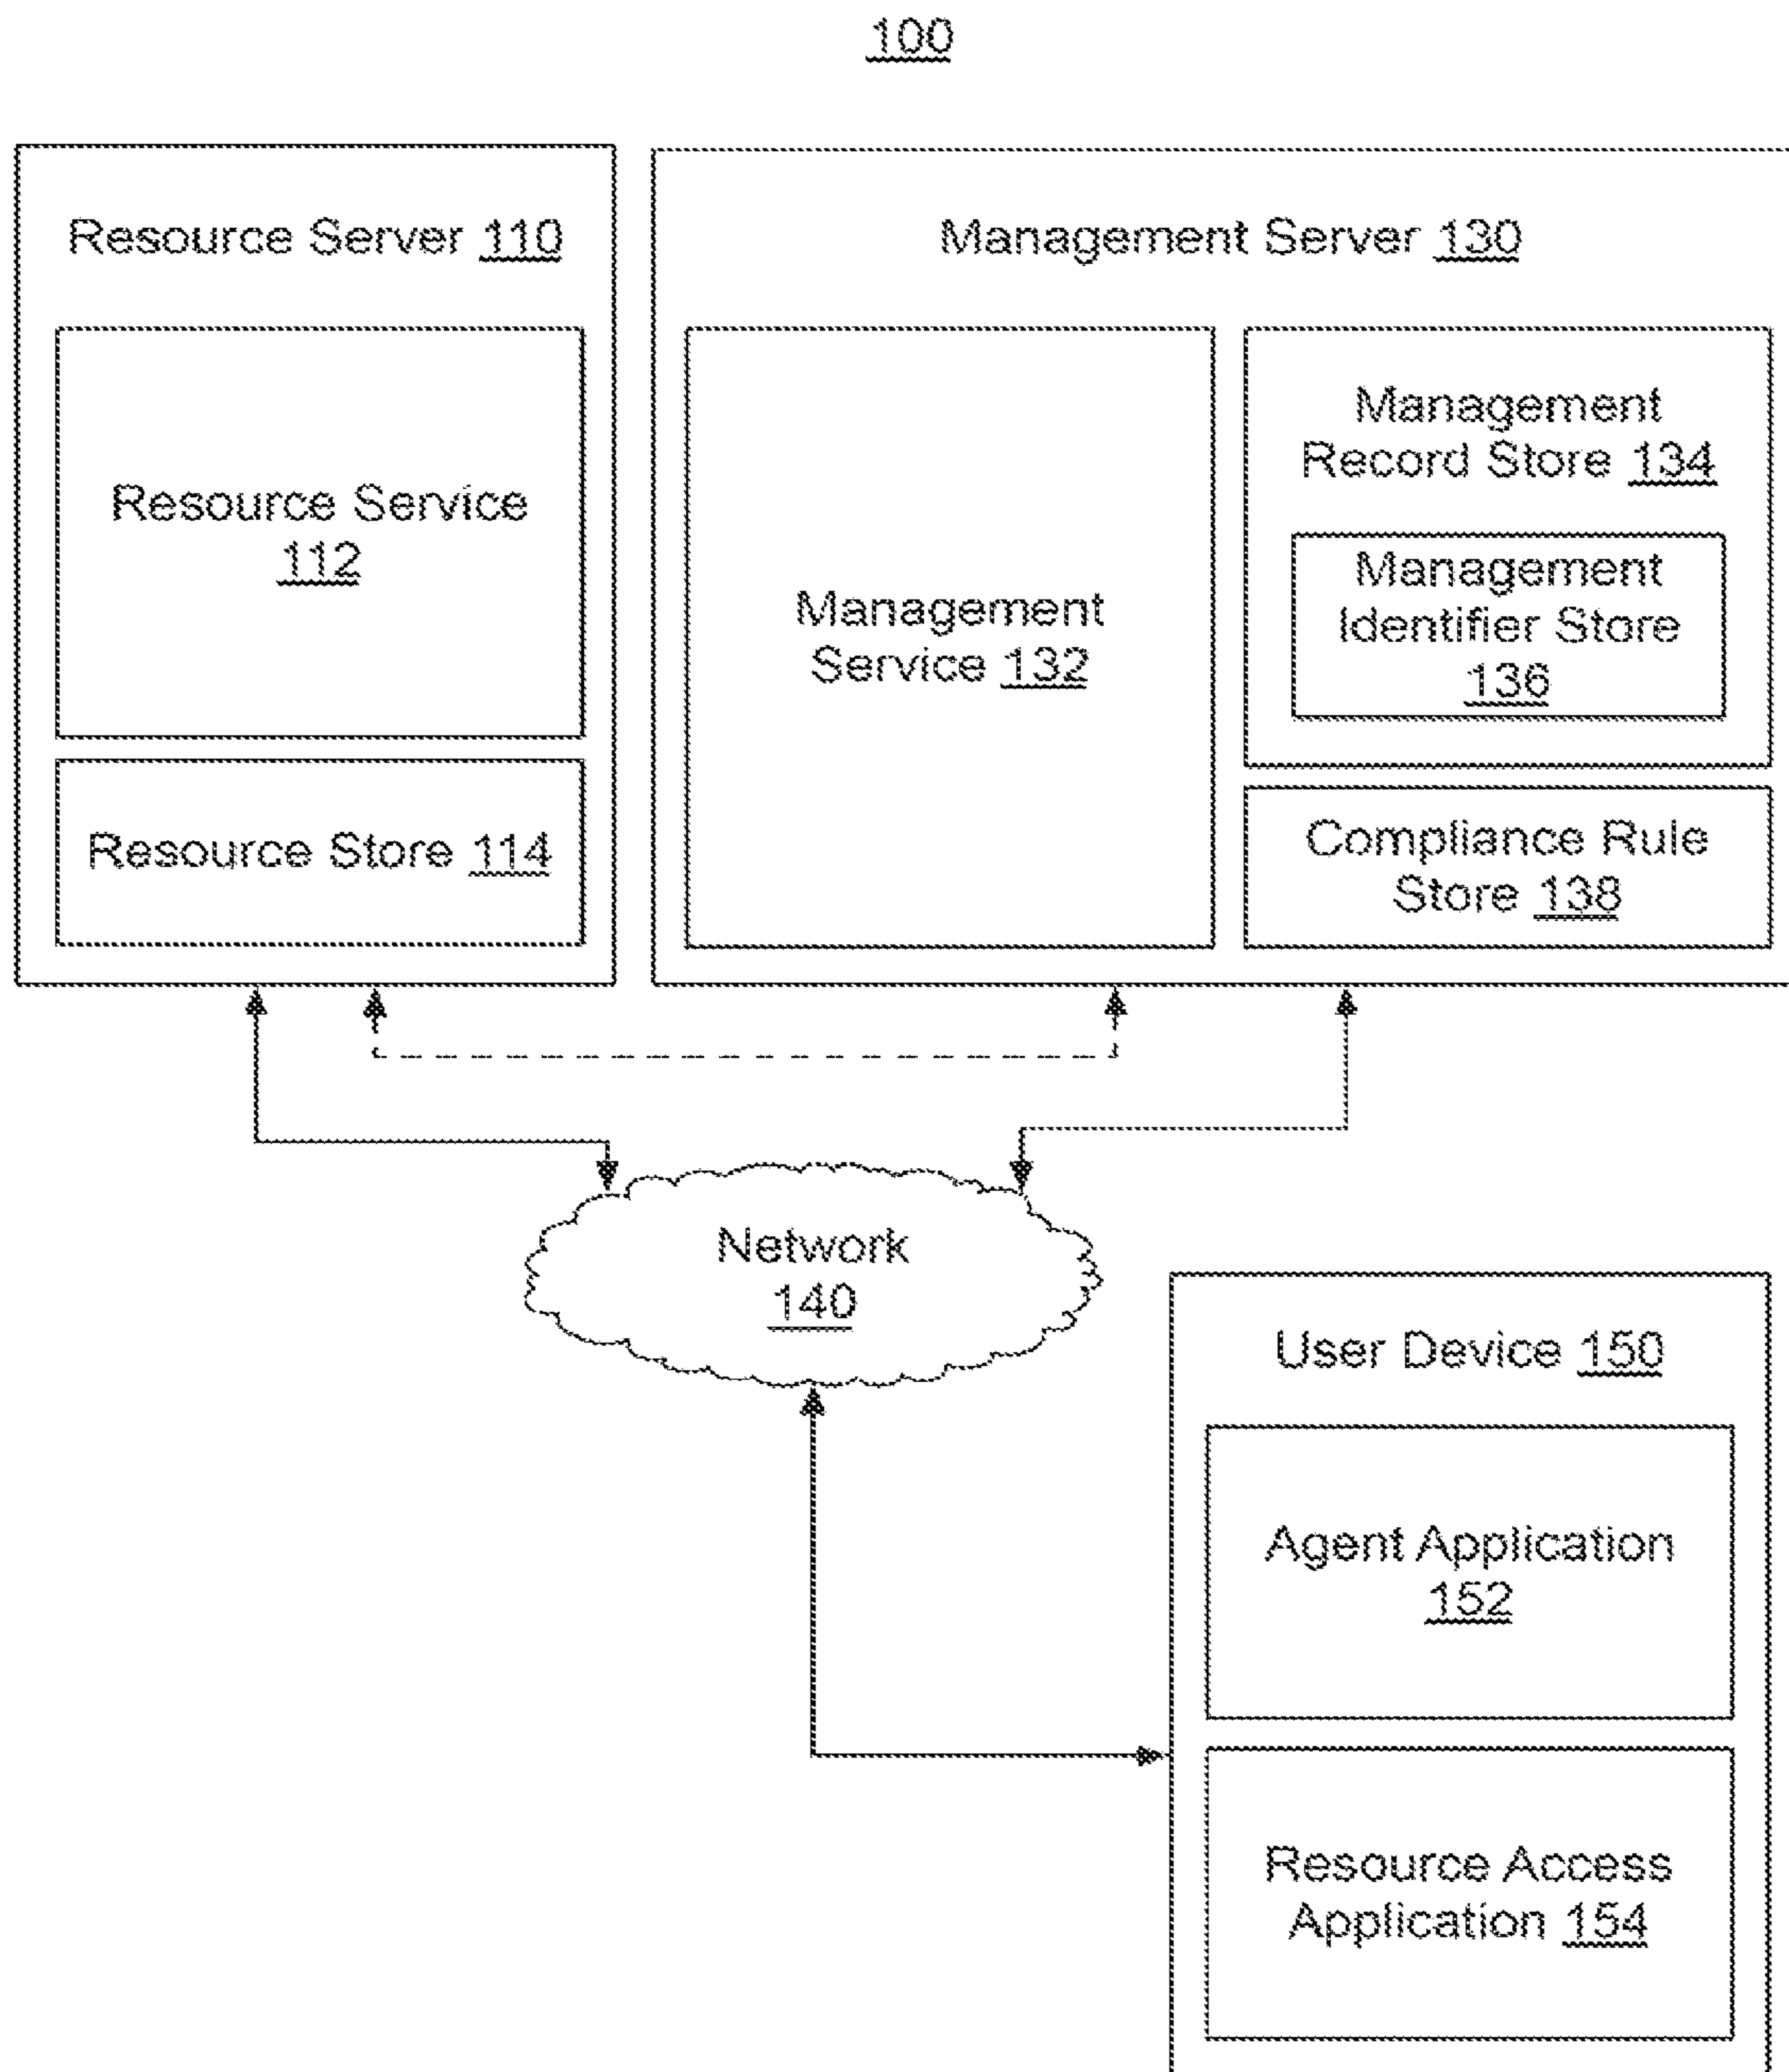 100
Resource Server 110
Resource Service
112
Resource Store 114
Management Server 130
Management
Service 132
Management
Record Store 134
Management
Identifier Store
136
Compliance Rule
Store 138
Network
140
User Device 150
Agent Application
152
Resource Access
Application 154